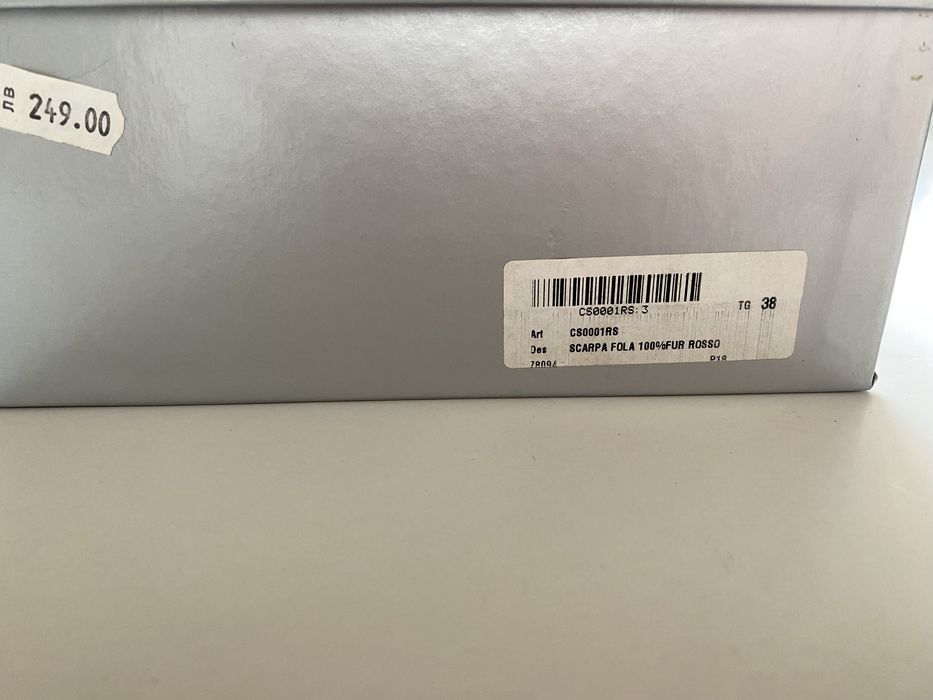 лв 249.00
CS0001RS:3
TG 38
Art CS0001RS
Des SCARPA FOLA 100%FUR ROSSO